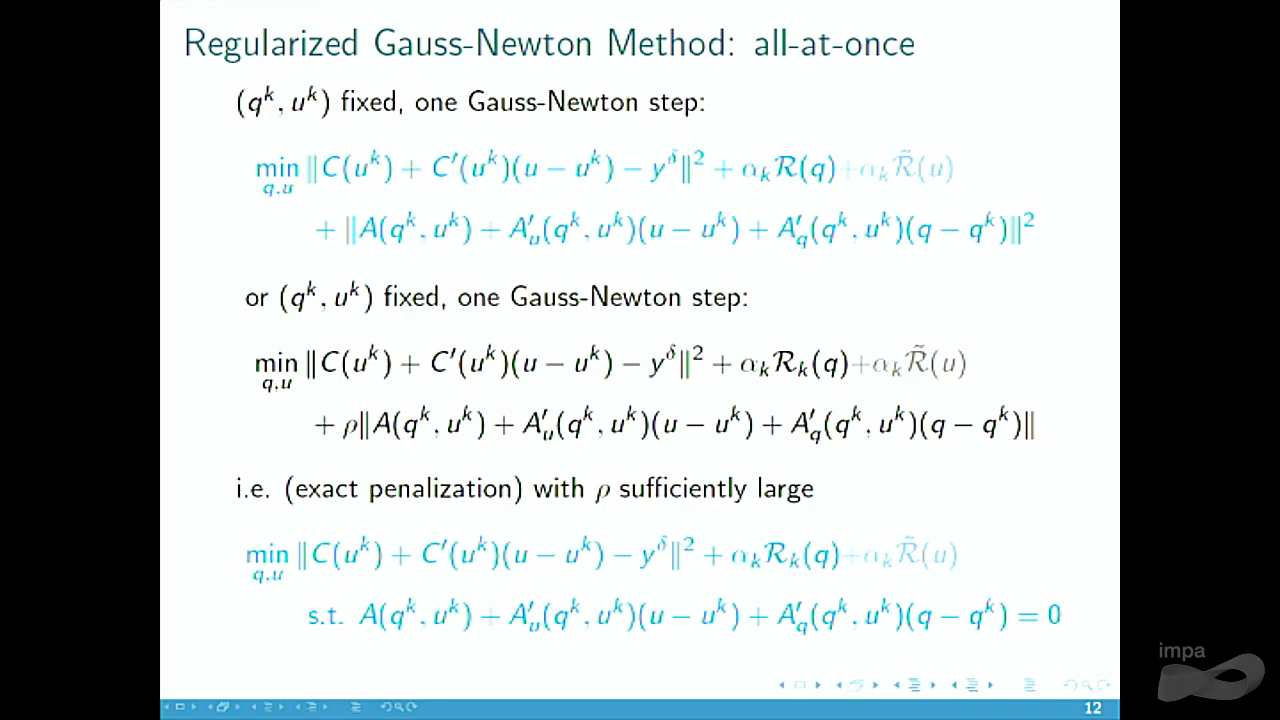 Regularized Gauss-Newton Method: all-at-once
(q^k, u^k) fixed, one Gauss-Newton step:
min_{q,u} ‖C(u^k) + C′(u^k)(u − u^k) − y^δ‖² + α_k R(q)+α_k R̃(u)
+ ‖A(q^k, u^k) + A′_u(q^k, u^k)(u − u^k) + A′_q(q^k, u^k)(q − q^k)‖²
or (q^k, u^k) fixed, one Gauss-Newton step:
min_{q,u} ‖C(u^k) + C′(u^k)(u − u^k) − y^δ‖² + α_k R_k(q)+α_k R̃(u)
+ ρ‖A(q^k, u^k) + A′_u(q^k, u^k)(u − u^k) + A′_q(q^k, u^k)(q − q^k)‖
i.e. (exact penalization) with ρ sufficiently large
min_{q,u} ‖C(u^k) + C′(u^k)(u − u^k) − y^δ‖² + α_k R_k(q)+α_k R̃(u)
s.t. A(q^k, u^k) + A′_u(q^k, u^k)(u − u^k) + A′_q(q^k, u^k)(q − q^k) = 0
impa
12